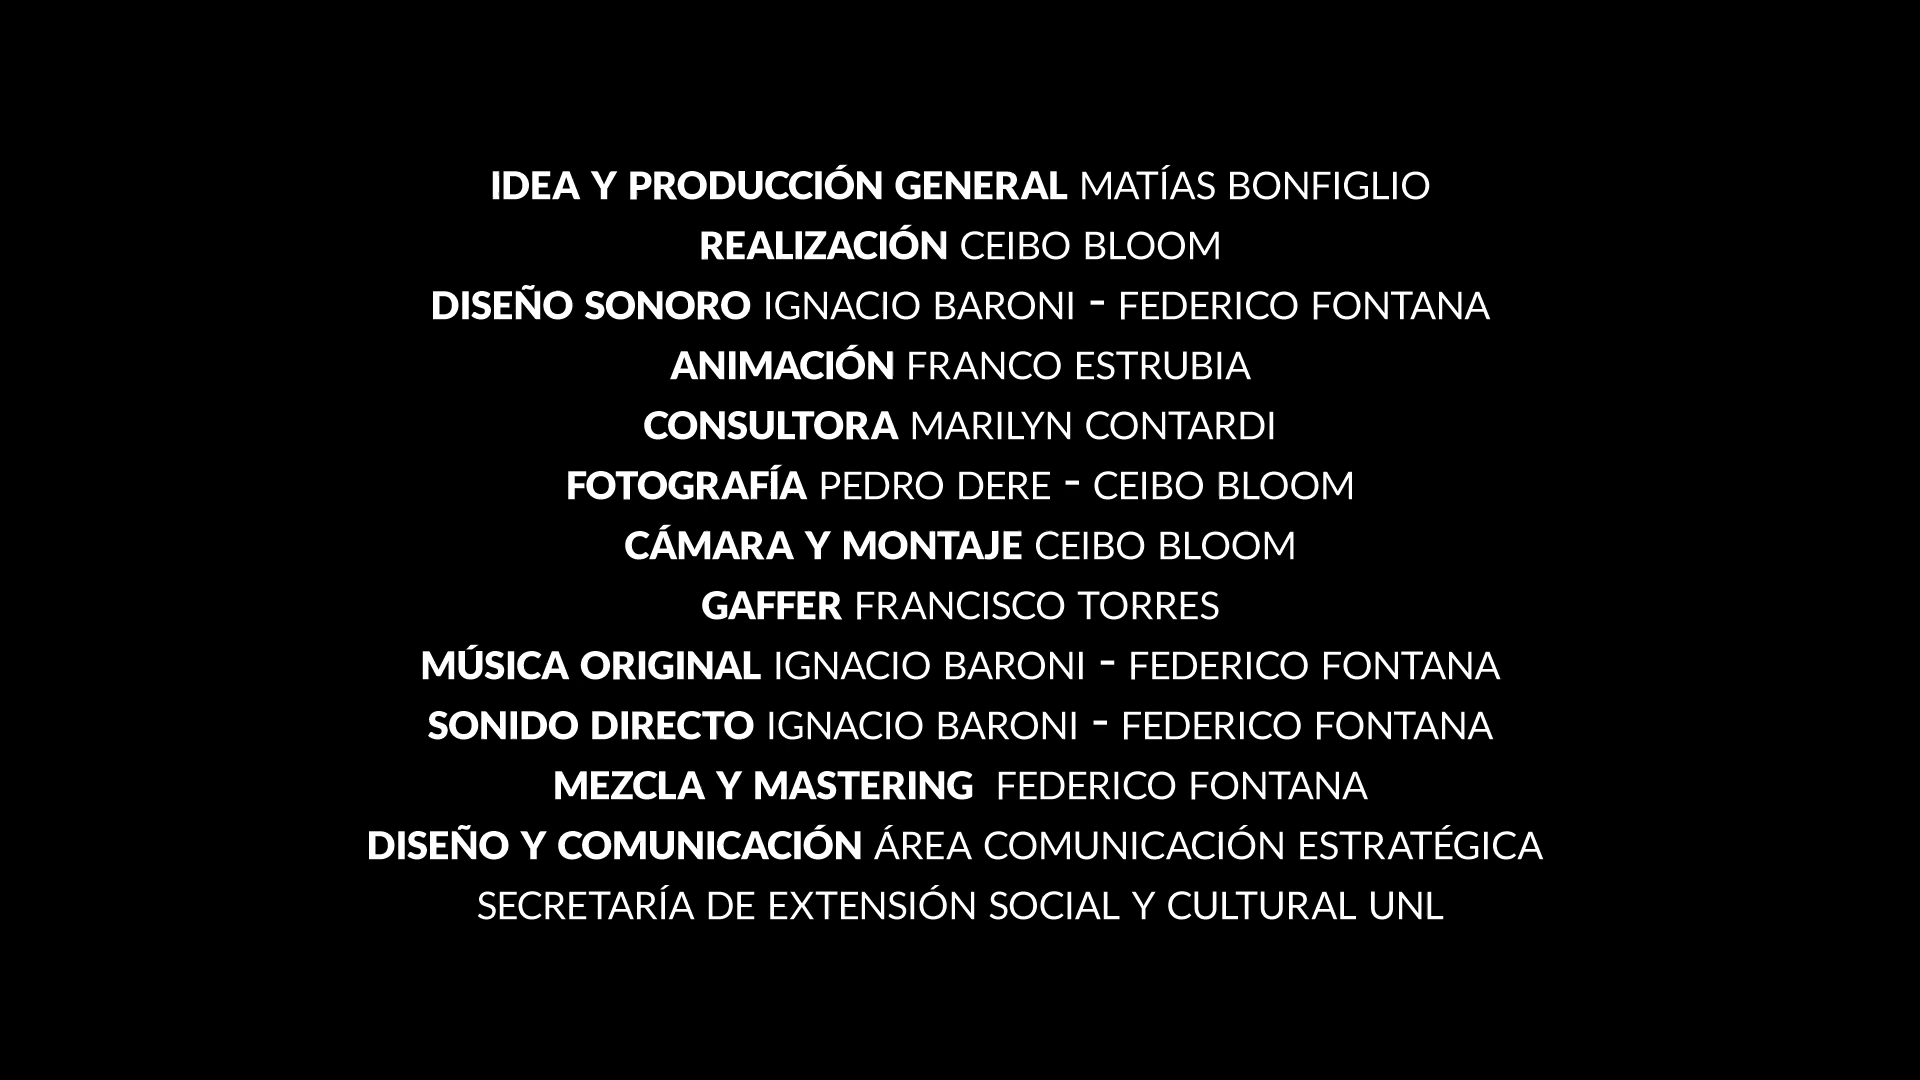 IDEA Y PRODUCCIÓN GENERAL MATÍAS BONFIGLIO
REALIZACIÓN CEIBO BLOOM
DISEÑO SONORO IGNACIO BARONI - FEDERICO FONTANA
ANIMACIÓN FRANCO ESTRUBIA
CONSULTORA MARILYN CONTARDI
FOTOGRAFÍA PEDRO DERE - CEIBO BLOOM
CÁMARA Y MONTAJE CEIBO BLOOM
GAFFER FRANCISCO TORRES
MÚSICA ORIGINAL IGNACIO BARONI - FEDERICO FONTANA
SONIDO DIRECTO IGNACIO BARONI - FEDERICO FONTANA
MEZCLA Y MASTERING  FEDERICO FONTANA
DISEÑO Y COMUNICACIÓN ÁREA COMUNICACIÓN ESTRATÉGICA
SECRETARÍA DE EXTENSIÓN SOCIAL Y CULTURAL UNL